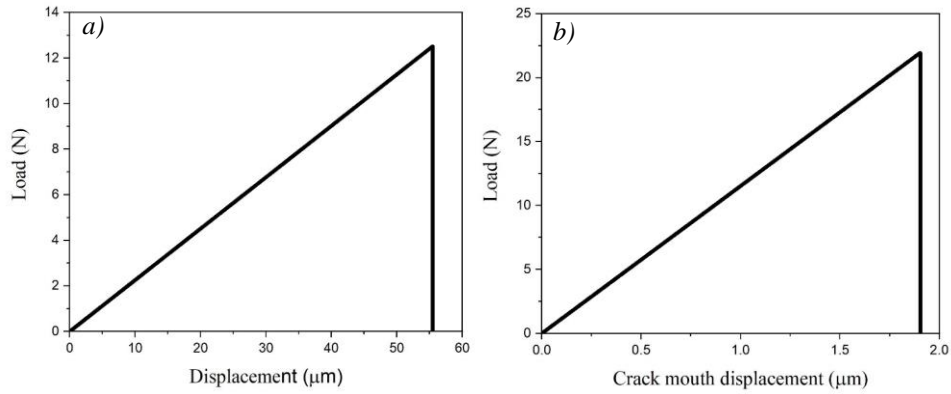 a)
14
12
10
8
6
4
2
0
Load (N)
0 10 20 30 40 50 60
Displacement (μm)
b)
25
20
15
10
5
0
Load (N)
0.0 0.5 1.0 1.5 2.0
Crack mouth displacement (μm)